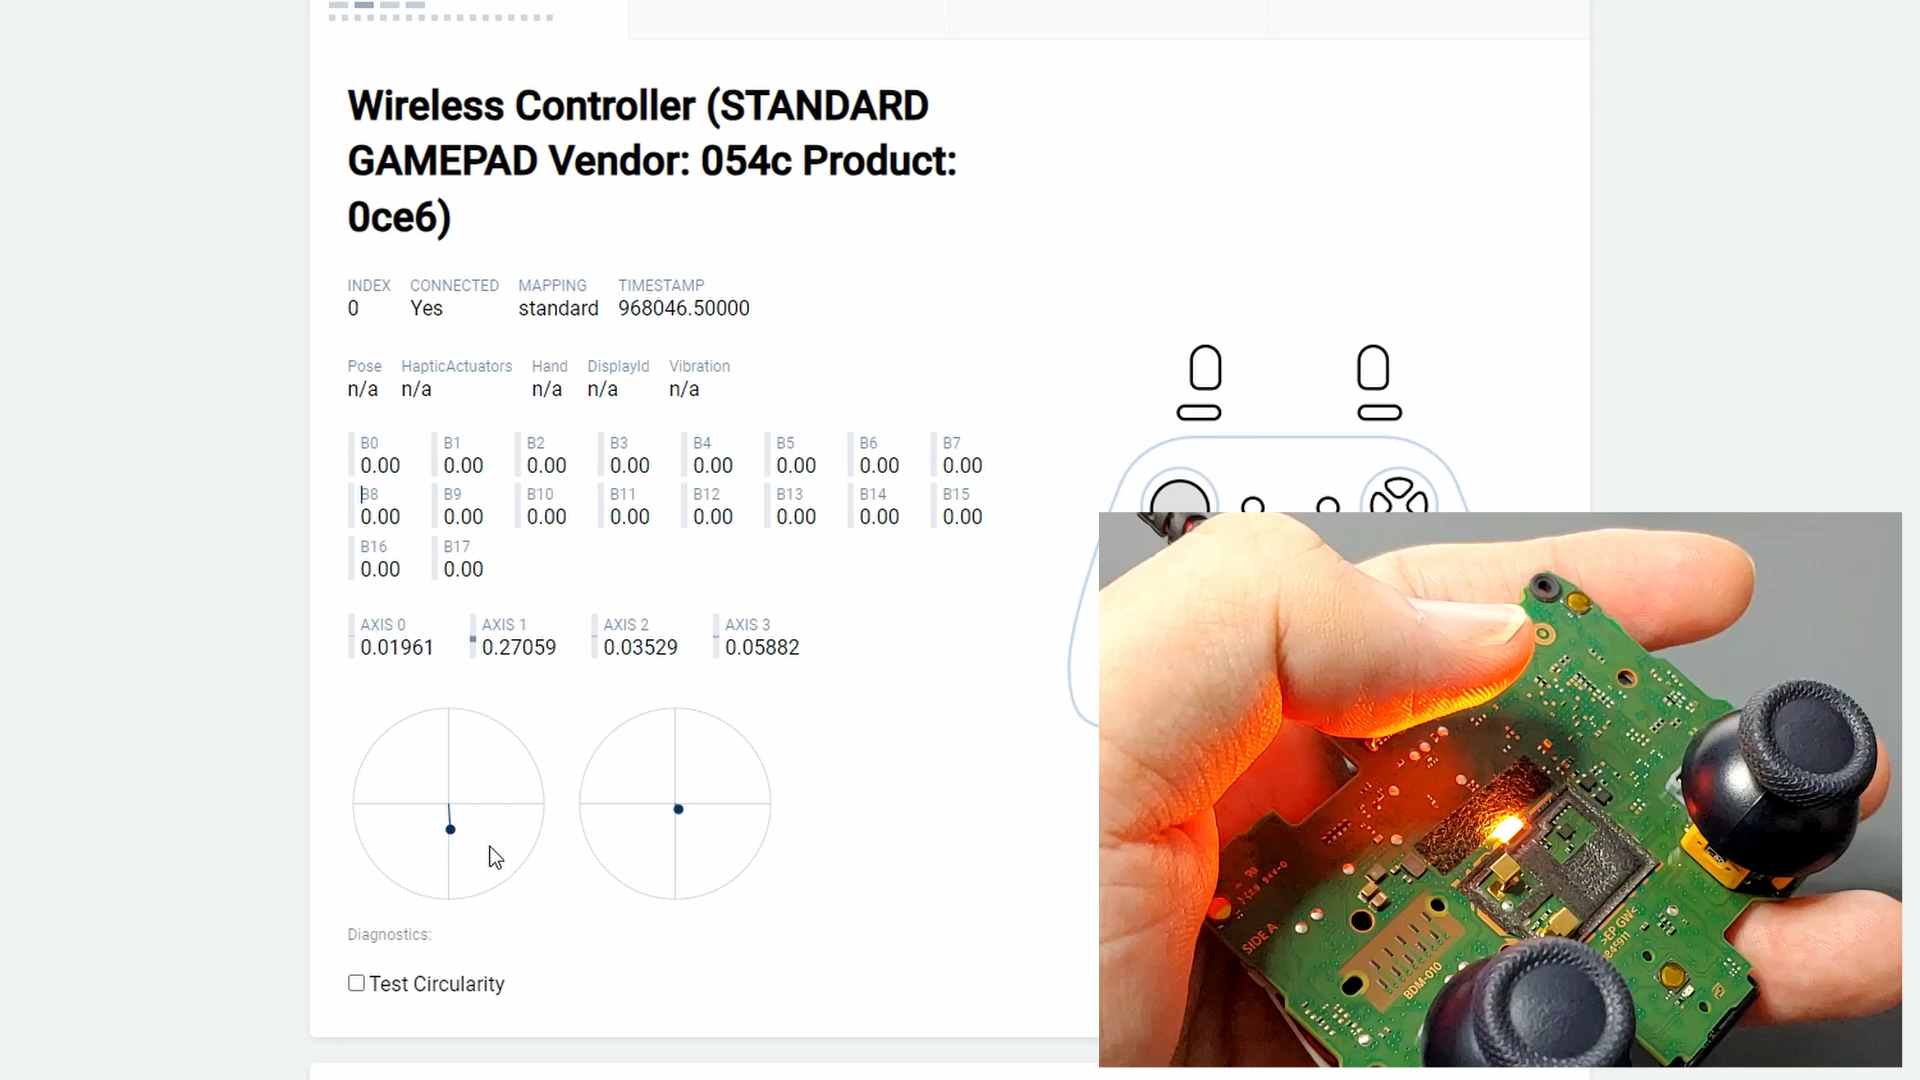 Wireless Controller (STANDARD
GAMEPAD Vendor: 054c Product:
0ce6)
INDEX CONNECTED MAPPING TIMESTAMP
0 Yes standard 968046.50000
Pose HapticActuators Hand DisplayId Vibration
n/a n/a n/a n/a n/a
B0 B1 B2 B3 B4 B5 B6 B7
0.00 0.00 0.00 0.00 0.00 0.00 0.00 0.00
B8 B9 B10 B11 B12 B13 B14 B15
0.00 0.00 0.00 0.00 0.00 0.00 0.00 0.00
B16 B17
0.00 0.00
AXIS 0 AXIS 1 AXIS 2 AXIS 3
0.01961 0.27059 0.03529 0.05882
Diagnostics:
Test Circularity
SIDE A
BDM-010
>EP GW<